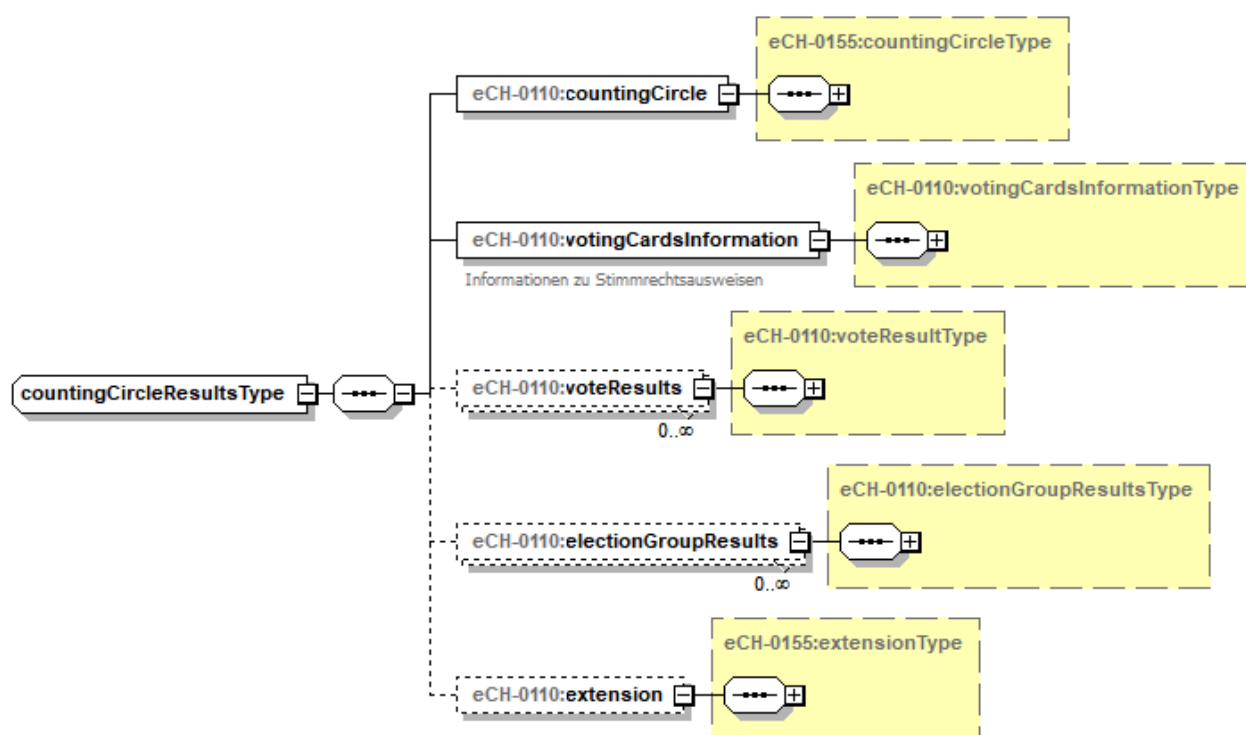 eCH-0155:countingCircleType
eCH-0110:countingCircle
eCH-0110:votingCardsInformationType
eCH-0110:votingCardsInformation
Informationen zu Stimmrechtsausweisen
eCH-0110:voteResultType
countingCircleResultsType
eCH-0110:voteResults
0..∞
eCH-0110:electionGroupResultsType
eCH-0110:electionGroupResults
0..∞
eCH-0155:extensionType
eCH-0110:extension